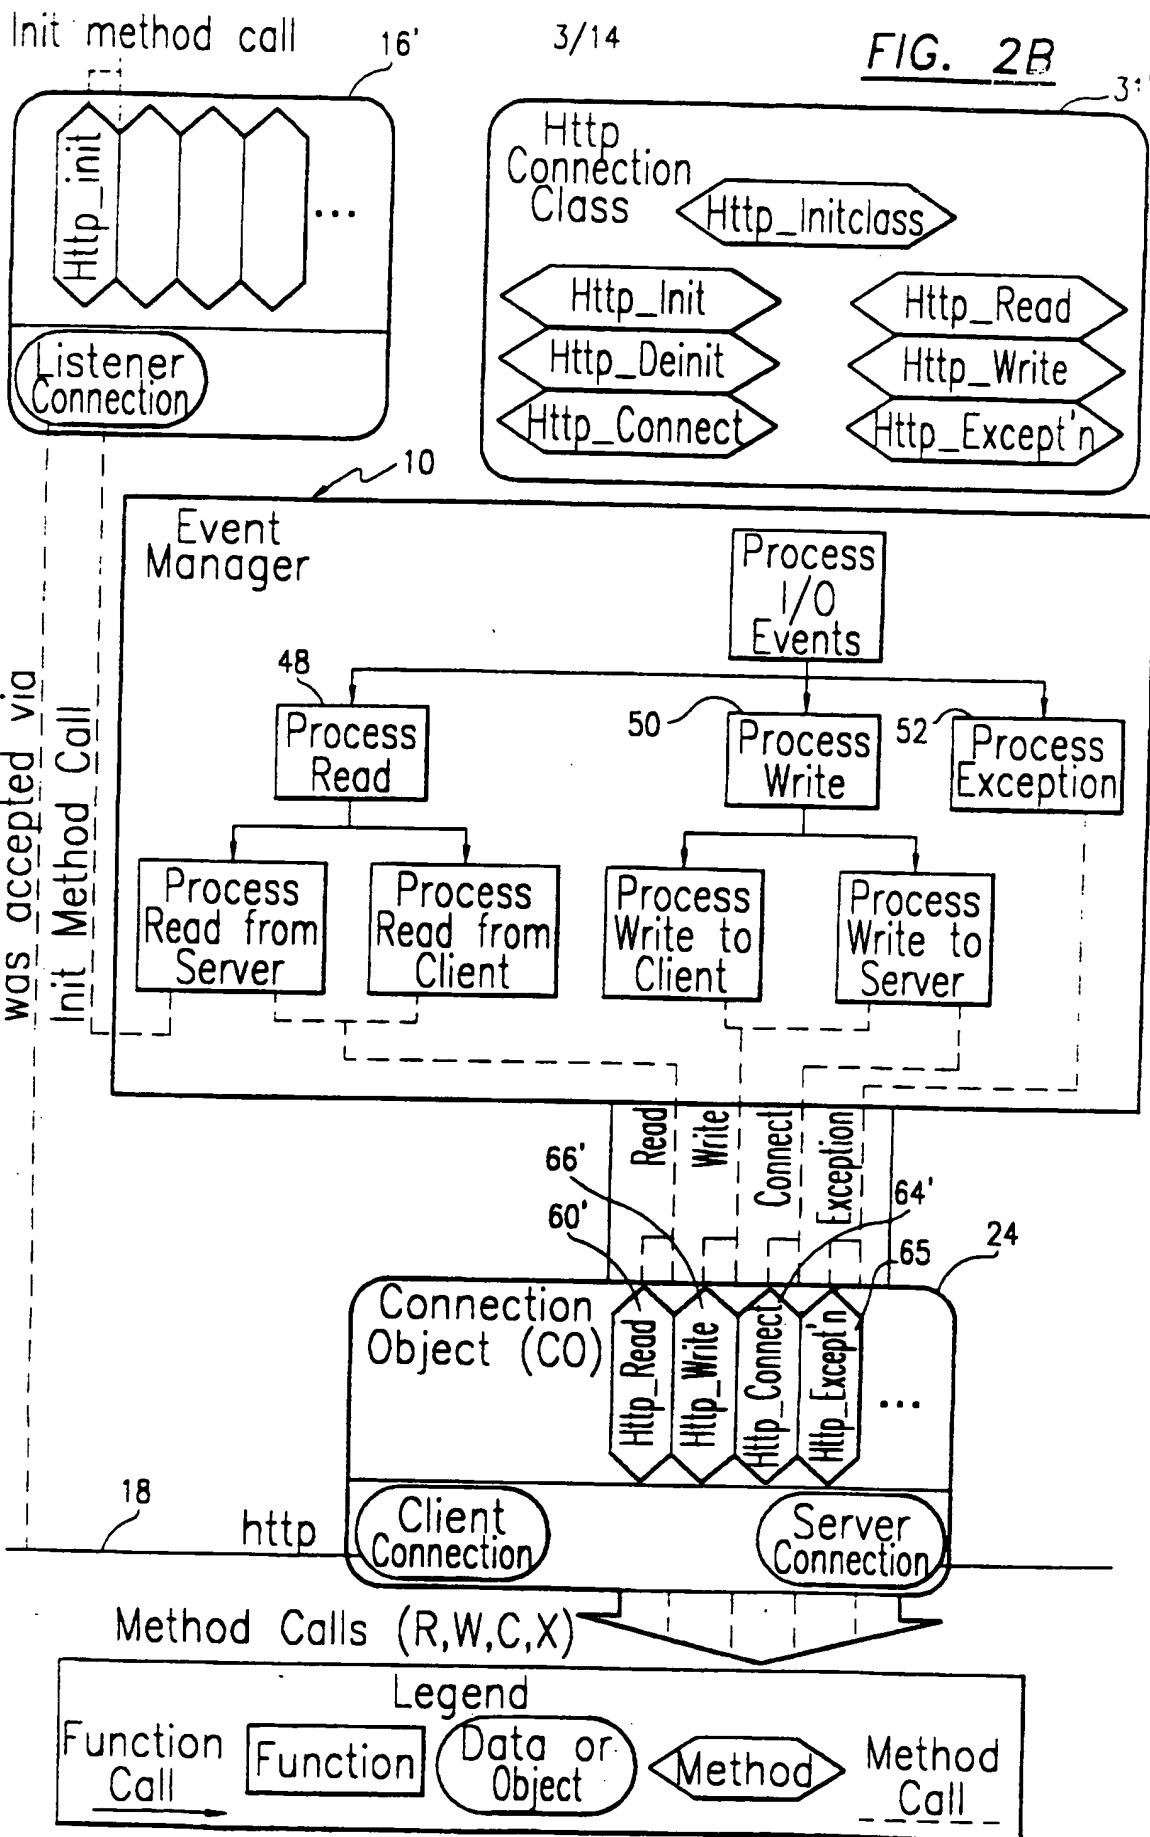 Init method call
16'
3/14
FIG. 2B
31'
Http_init
...
Listener
Connection
Http
Connection
Class
Http_Initclass
Http_Init
Http_Read
Http_Deinit
Http_Write
Http_Connect
Http_Except'n
10
Event
Manager
Process
I/O
Events
48
50
52
Process
Read
Process
Write
Process
Exception
Process
Read from
Server
Process
Read from
Client
Process
Write to
Client
Process
Write to
Server
was accepted via
Init Method Call
Read
Write
Connect
Exception
66'
60'
64'
65
24
Connection
Object (CO)
Http_Read
Http_Write
Http_Connect
Http_Except'n
...
18
http
Client
Connection
Server
Connection
Method Calls (R,W,C,X)
Legend
Function
Call
Function
Data or
Object
Method
Method
Call